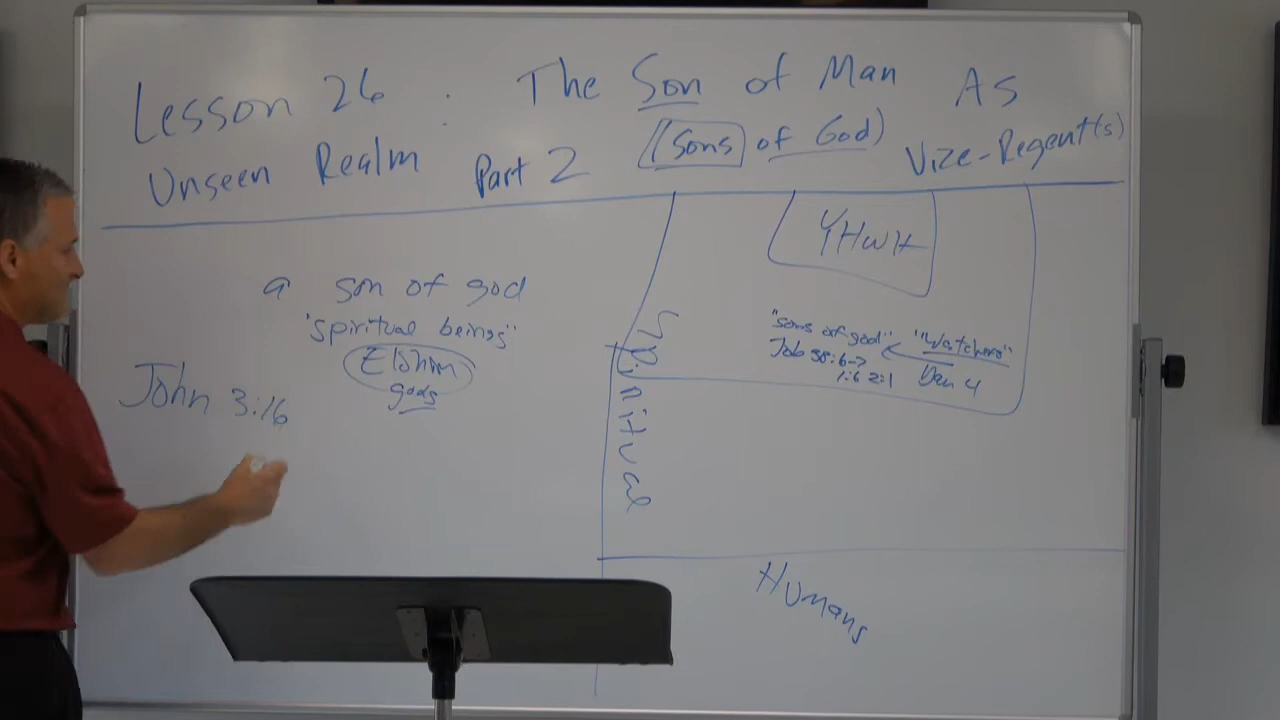 Lesson 26 : The Son of Man As
Unseen Realm Part 2 (Sons of God) Vize-Regent(s)
a son of god
"spiritual beings"
Elohim
gods
John 3:16
Spiritual
YHWH
"sons of god" "Watchers"
Job 38:6-7 Dan 4
1:6 2:1
Humans